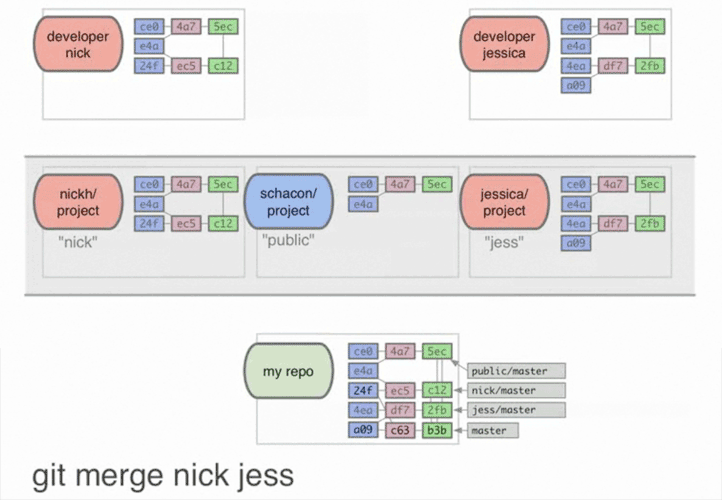 developer
nick
ce0 4a7 5ec
e4a
24f ec5 c12
developer
jessica
ce0 4a7 5ec
e4a
4ea df7 2fb
a09
nickh/
project
"nick"
ce0 4a7 5ec
e4a
24f ec5 c12
schacon/
project
"public"
ce0 4a7 5ec
e4a
jessica/
project
"jess"
ce0 4a7 5ec
e4a
4ea df7 2fb
a09
my repo
ce0 4a7 5ec
e4a
24f ec5 c12
4ea df7 2fb
a09 c63 b3b
public/master
nick/master
jess/master
master
git merge nick jess